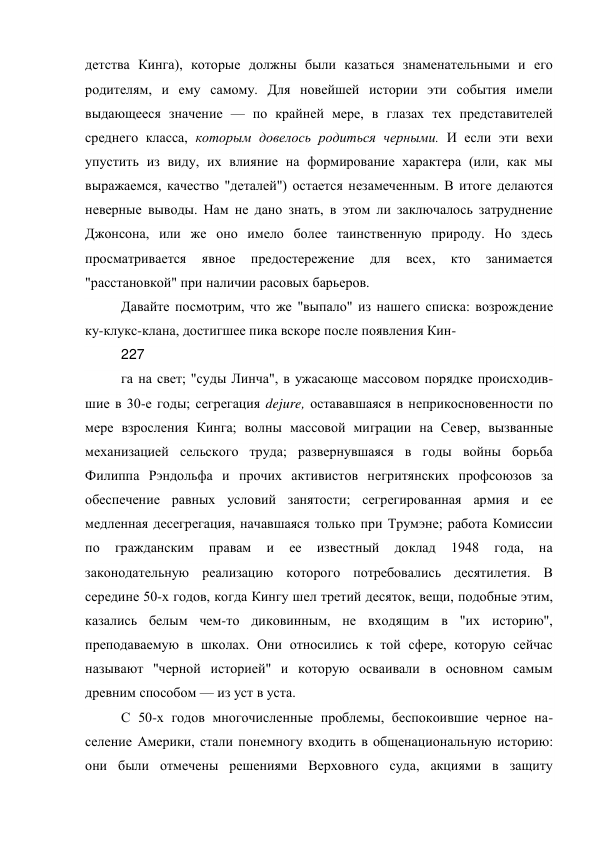 детства Кинга), которые должны были казаться знаменательными и его
родителям, и ему самому. Для новейшей истории эти события имели
выдающееся значение — по крайней мере, в глазах тех представителей
среднего класса, которым довелось родиться черными. И если эти вехи
упустить из виду, их влияние на формирование характера (или, как мы
выражаемся, качество "деталей") остается незамеченным. В итоге делаются
неверные выводы. Нам не дано знать, в этом ли заключалось затруднение
Джонсона, или же оно имело более таинственную природу. Но здесь
просматривается явное предостережение для всех, кто занимается
"расстановкой" при наличии расовых барьеров.
Давайте посмотрим, что же "выпало" из нашего списка: возрождение
ку-клукс-клана, достигшее пика вскоре после появления Кин-
227
га на свет; "суды Линча", в ужасающе массовом порядке происходив-
шие в 30-е годы; сегрегация dejure, остававшаяся в неприкосновенности по
мере взросления Кинга; волны массовой миграции на Север, вызванные
механизацией сельского труда; развернувшаяся в годы войны борьба
Филиппа Рэндольфа и прочих активистов негритянских профсоюзов за
обеспечение равных условий занятости; сегрегированная армия и ее
медленная десегрегация, начавшаяся только при Трумэне; работа Комиссии
по гражданским правам и ее известный доклад 1948 года, на
законодательную реализацию которого потребовались десятилетия. В
середине 50-х годов, когда Кингу шел третий десяток, вещи, подобные этим,
казались белым чем-то диковинным, не входящим в "их историю",
преподаваемую в школах. Они относились к той сфере, которую сейчас
называют "черной историей" и которую осваивали в основном самым
древним способом — из уст в уста.
С 50-х годов многочисленные проблемы, беспокоившие черное на-
селение Америки, стали понемногу входить в общенациональную историю:
они были отмечены решениями Верховного суда, акциями в защиту